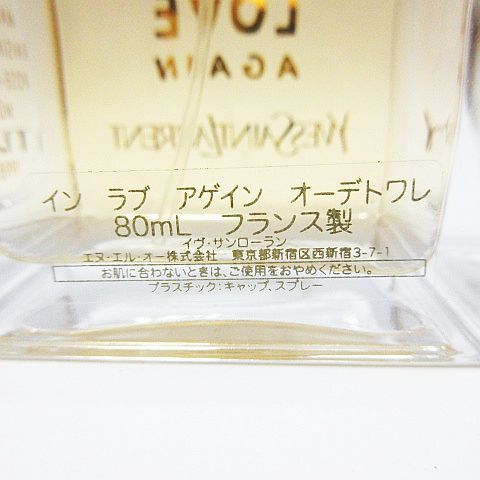 LOVE
AGAIN
YVESSAINTLAURENT
イン ラブ アゲイン オーデトワレ
80mL フランス製
イヴ・サンローラン
エヌ・エル・オー株式会社 東京都新宿区西新宿3-7-1
お肌に合わないときは、ご使用をおやめください。
プラスチック:キャップ、スプレー